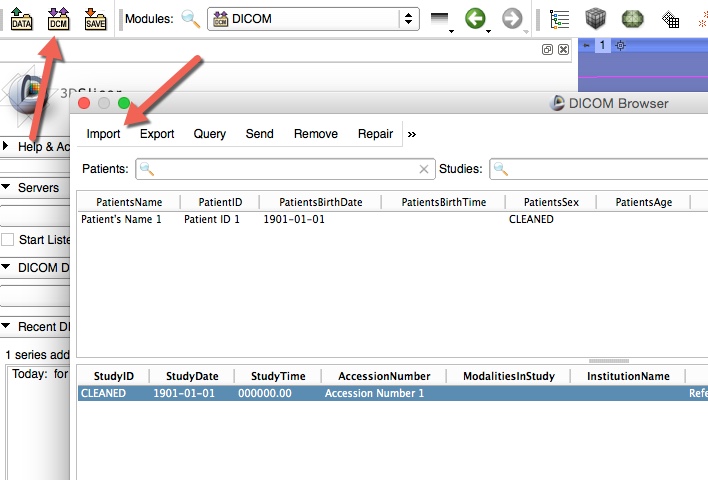 DATA DCM SAVE Modules: DICOM
1
3DSlicer
DICOM Browser
Import Export Query Send Remove Repair »
Help & Ac
Patients: Studies:
Servers
PatientsName PatientID PatientsBirthDate PatientsBirthTime PatientsSex PatientsAge
Patient's Name 1 Patient ID 1 1901-01-01 CLEANED
Start Liste
DICOM D
Recent DI
1 series add
Today: for
StudyID StudyDate StudyTime AccessionNumber ModalitiesInStudy InstitutionName
CLEANED 1901-01-01 000000.00 Accession Number 1 Refe